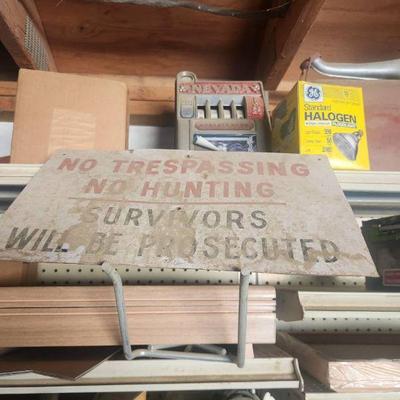 NEVADA
GE
Standard
HALOGEN
NO TRESPASSING
NO HUNTING
SURVIVORS
WILL BE PROSECUTED